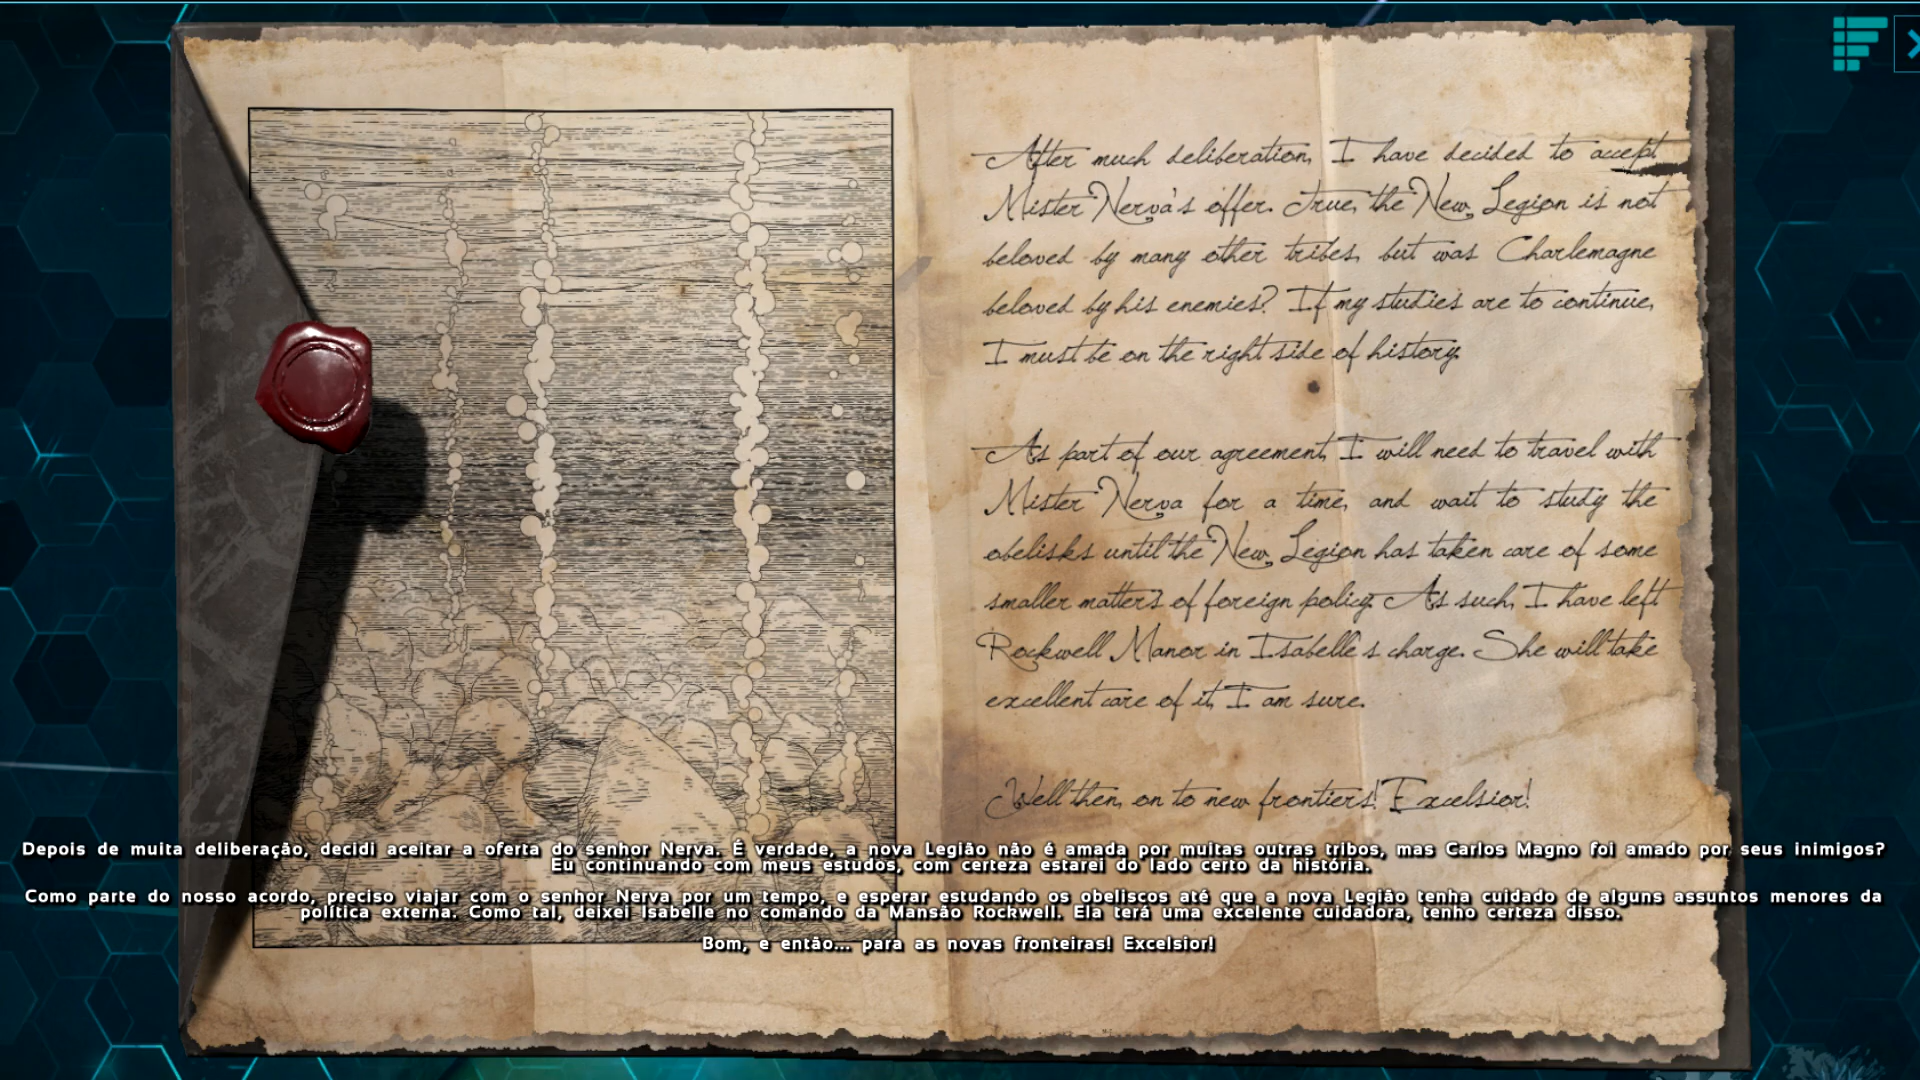 After much deliberation, I have decided to accept
Mister Nerva's offer. True, the New Legion is not
beloved by many other tribes, but was Charlemagne
beloved by his enemies? If my studies are to continue,
I must be on the right side of history.
As part of our agreement, I will need to travel with
Mister Nerva for a time, and wait to study the
obelisks until the New Legion has taken care of some
smaller matters of foreign policy. As such, I have left
Rockwell Manor in Isabelle's charge. She will take
excellent care of it, I am sure.
Well then, on to new frontiers! Excelsior!
Depois de muita deliberação, decidi aceitar a oferta do senhor Nerva. É verdade, a nova Legião não é amada por muitas outras tribos, mas Carlos Magno foi amado por seus inimigos?
Eu continuando com meus estudos, com certeza estarei do lado certo da história.
Como parte do nosso acordo, preciso viajar com o senhor Nerva por um tempo, e esperar estudando os obeliscos até que a nova Legião tenha cuidado de alguns assuntos menores da
política externa. Como tal, deixei Isabelle no comando da Mansão Rockwell. Ela terá uma excelente cuidadora, tenho certeza disso.
Bom, e então... para as novas fronteiras! Excelsior!